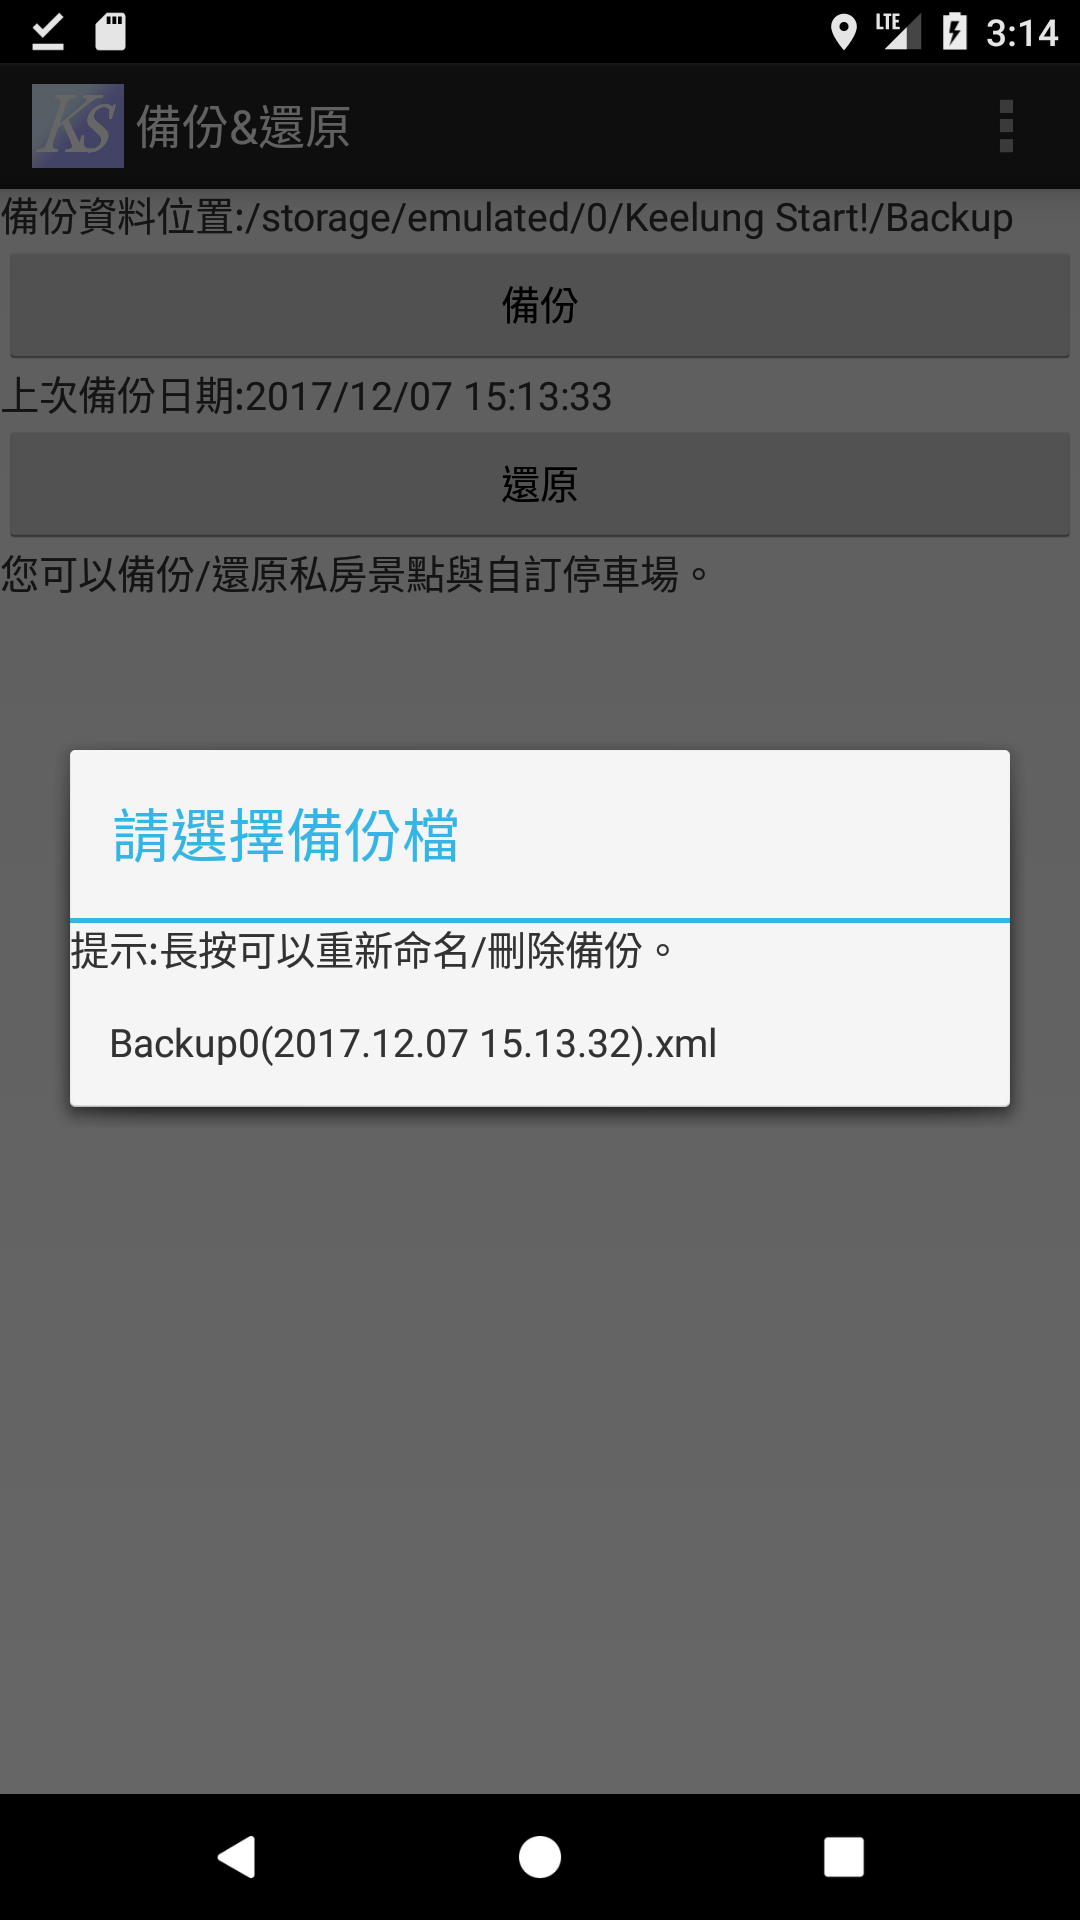 LTE 3:14
KS 備份&還原
備份資料位置:/storage/emulated/0/Keelung Start!/Backup
備份
上次備份日期:2017/12/07 15:13:33
還原
您可以備份/還原私房景點與自訂停車場。
請選擇備份檔
提示:長按可以重新命名/刪除備份。
Backup0(2017.12.07 15.13.32).xml